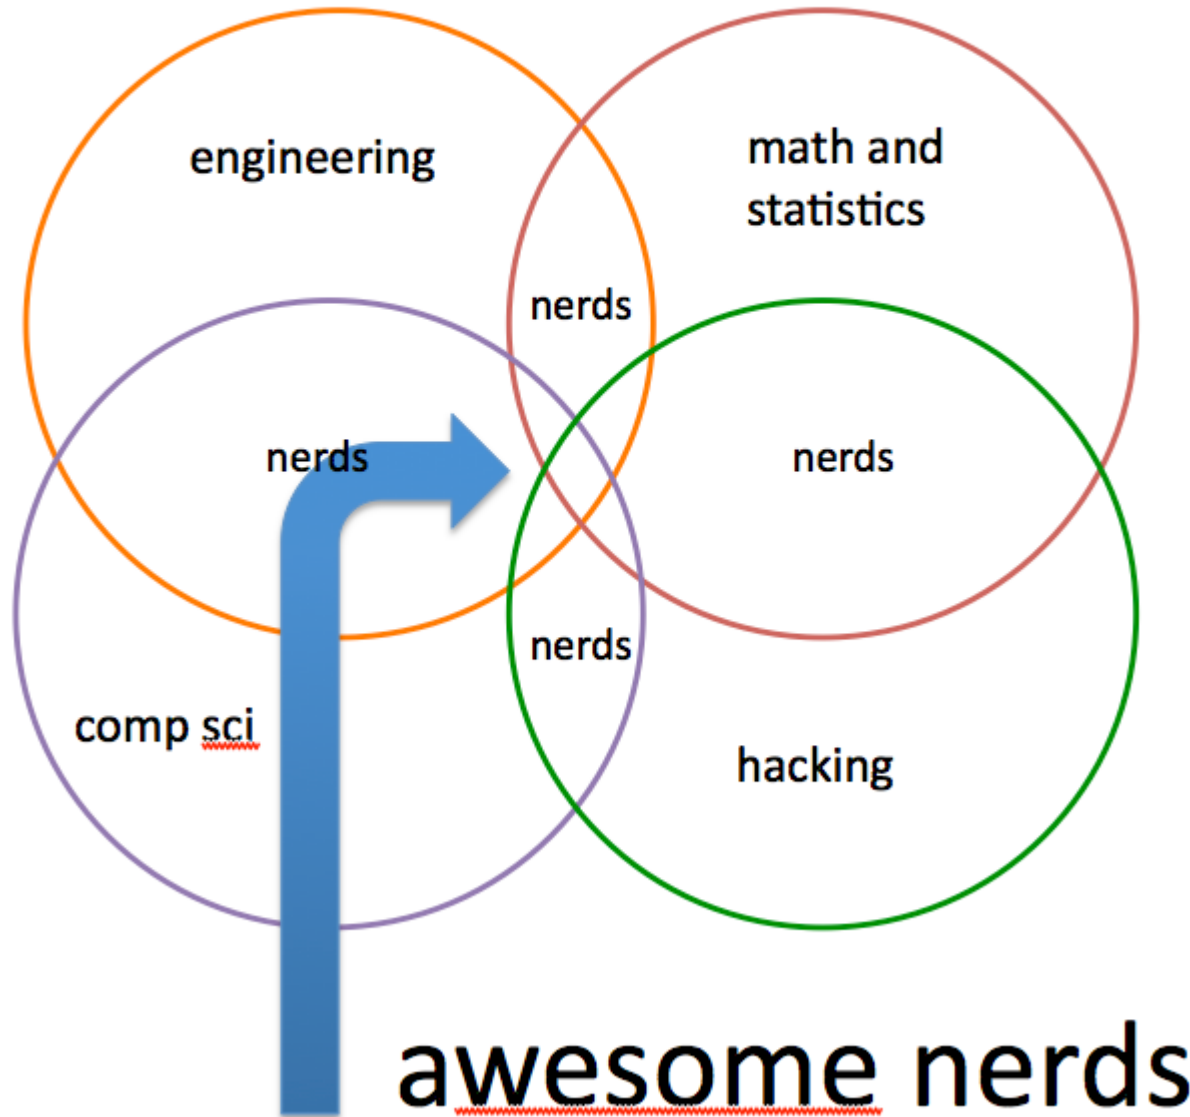 engineering
math and
statistics
nerds
nerds
nerds
nerds
comp sci
hacking
awesome nerds